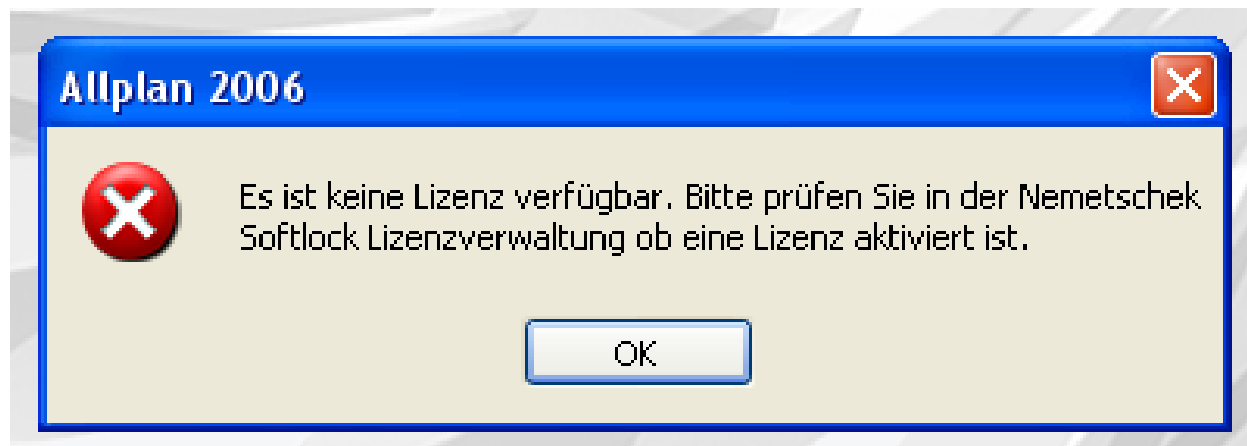 Allplan 2006
Es ist keine Lizenz verfügbar. Bitte prüfen Sie in der Nemetschek
Softlock Lizenzverwaltung ob eine Lizenz aktiviert ist.
OK